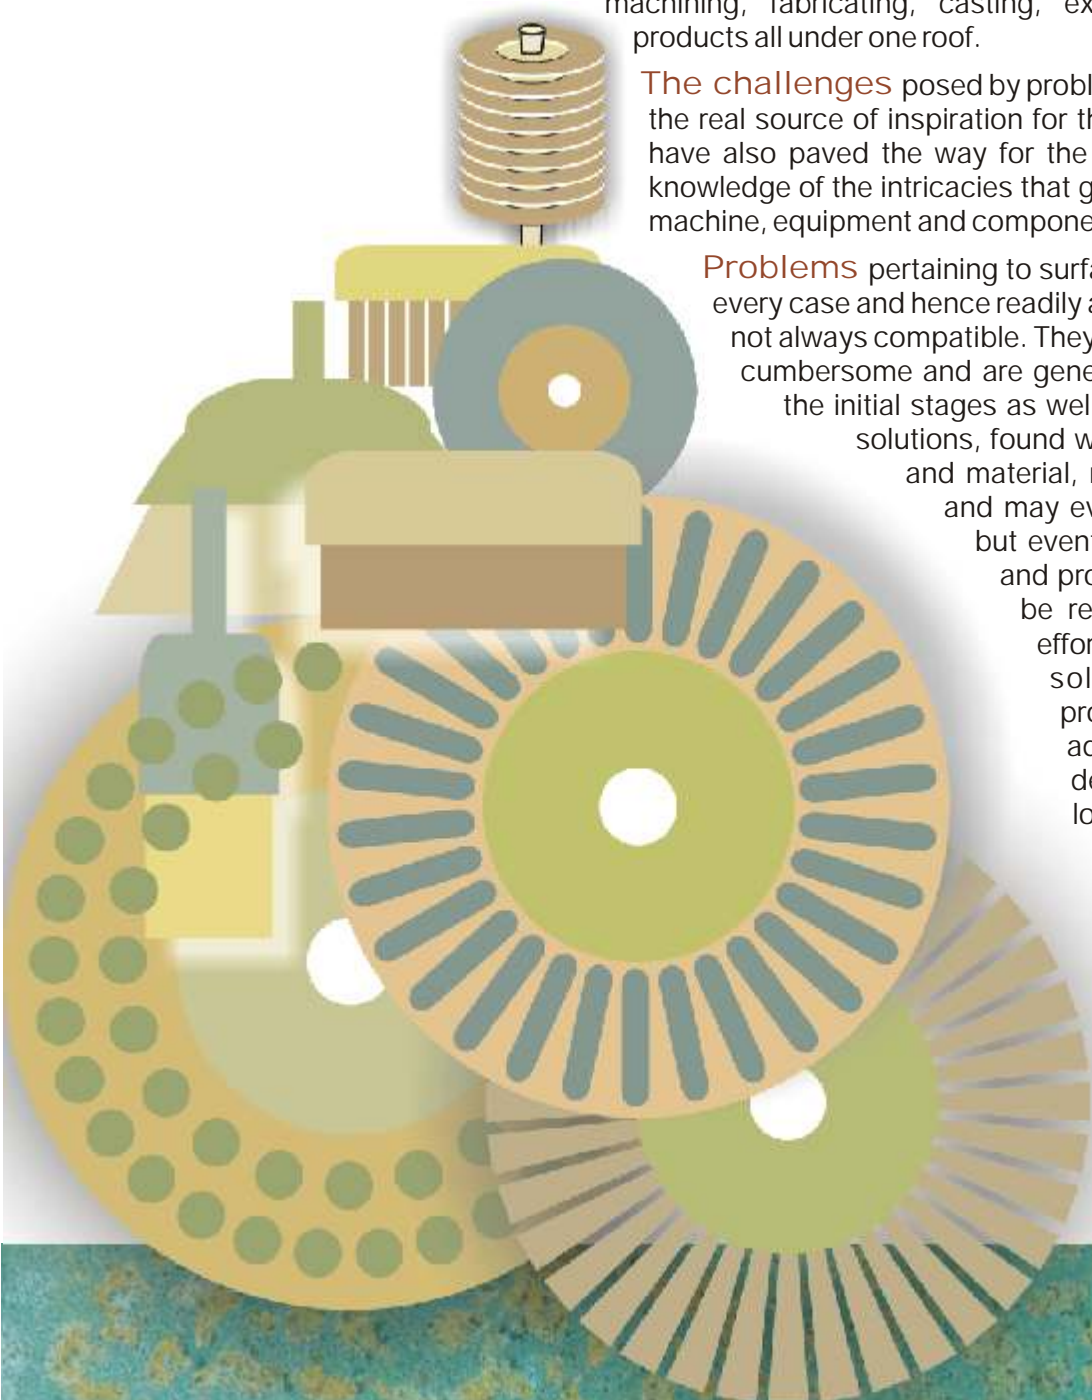 machining, fabricating, casting, ex
products all under one roof.
The challenges posed by probl
the real source of inspiration for th
have also paved the way for the
knowledge of the intricacies that g
machine, equipment and compone
Problems pertaining to surfa
every case and hence readily a
not always compatible. They
cumbersome and are gene
the initial stages as wel
solutions, found w
and material,
and may ev
but event
and pro
be re
effor
sol
pro
ac
de
lo